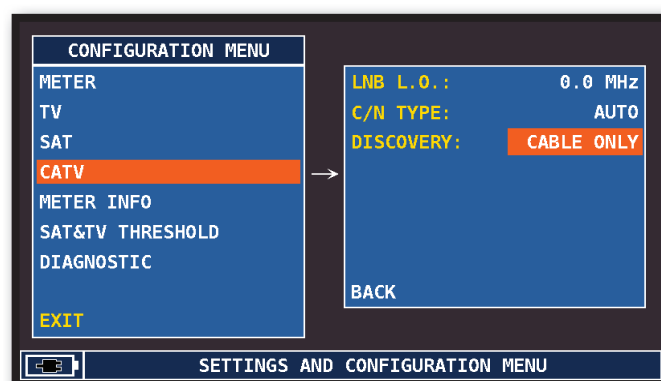 CONFIGURATION MENU
METER
TV
SAT
CATV
METER INFO
SAT&TV THRESHOLD
DIAGNOSTIC
EXIT
LNB L.O.: 0.0 MHz
C/N TYPE: AUTO
DISCOVERY: CABLE ONLY
BACK
SETTINGS AND CONFIGURATION MENU